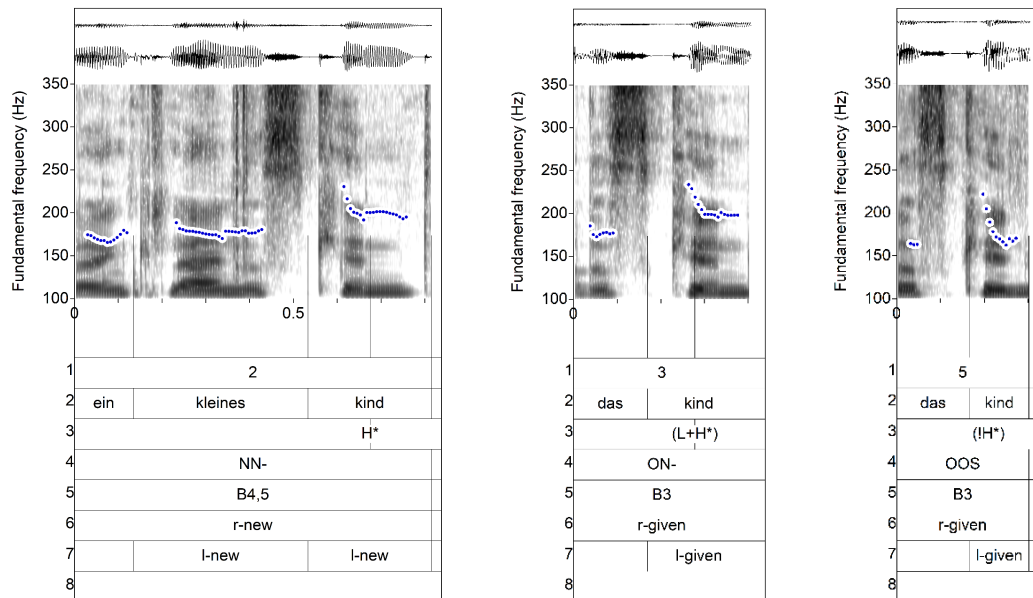 Fundamental frequency (Hz) Fundamental frequency (Hz) Fundamental frequency (Hz)
350 350 350
300 300 300
250 250 250
200 200 200
150 150 150
100 100 100
0 0.5 0 0
1 2 1 3 1 5
2 ein kleines kind 2 das kind 2 das kind
3 H* 3 (L+H*) 3 (!H*)
4 NN- 4 ON- 4 OOS
5 B4,5 5 B3 5 B3
6 r-new 6 r-given 6 r-given
7 l-new l-new 7 l-given 7 l-given
8 8 8